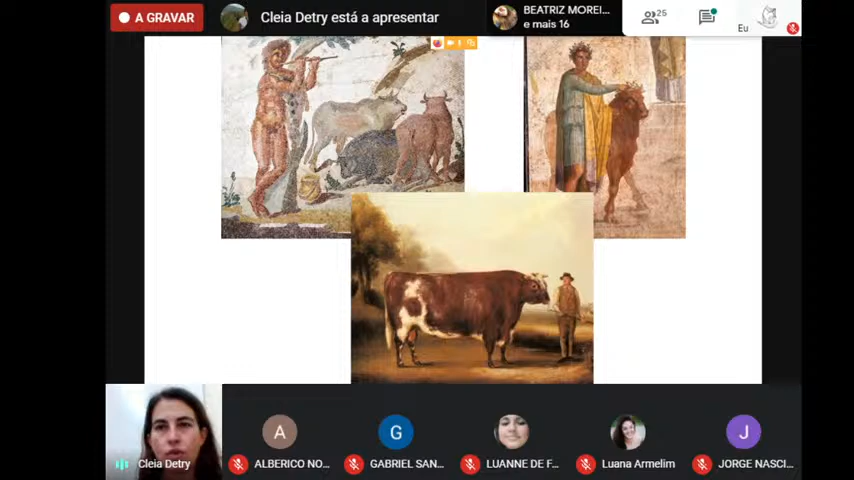 A GRAVAR
Cleia Detry está a apresentar
BEATRIZ MOREI...
e mais 16
25
Eu
Cleia Detry
A
ALBERICO NO...
G
GABRIEL SAN...
LUANNE DE F...
Luana Armelim
J
JORGE NASCI...